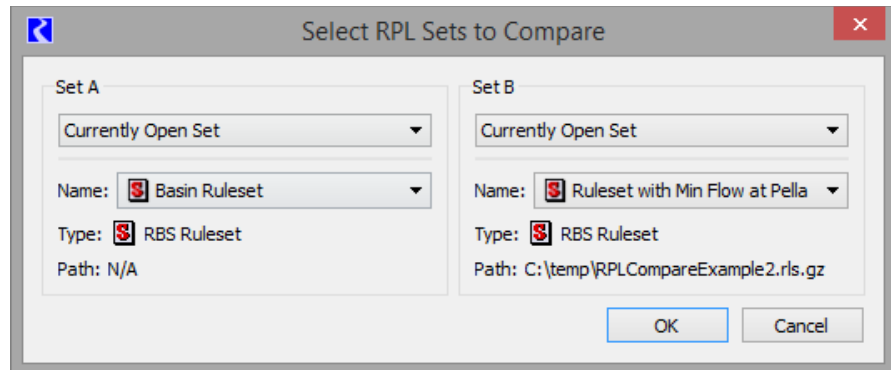 Select RPL Sets to Compare
Set A
Currently Open Set
Name: S Basin Ruleset
Type: S RBS Ruleset
Path: N/A
Set B
Currently Open Set
Name: S Ruleset with Min Flow at Pella
Type: S RBS Ruleset
Path: C:\temp\RPLCompareExample2.rls.gz
OK
Cancel